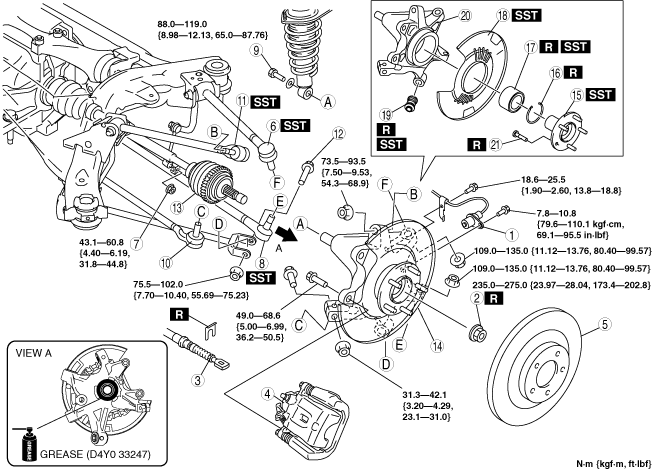 88.0—119.0
{8.98—12.13, 65.0—87.76}
9
A
11 SST
B
6 SST
12
F
E
73.5—93.5
{7.50—9.53,
54.3—68.9}
7
13
C
D
A
A
F
B
43.1—60.8
{4.40—6.19,
31.8—44.8}
10
8
SST
75.5—102.0
{7.70—10.40, 55.69—75.23}
20
18 SST
17 R SST
16 R
15 SST
19
R
SST
R 21
18.6—25.5
{1.90—2.60, 13.8—18.8}
7.8—10.8
{79.6—110.1 kgf·cm,
69.1—95.5 in·lbf}
1
109.0—135.0 {11.12—13.76, 80.40—99.57}
109.0—135.0 {11.12—13.76, 80.40—99.57}
235.0—275.0 {23.97—28.04, 173.4—202.8}
2 R
5
49.0—68.6
{5.00—6.99,
36.2—50.5}
C
14
E
D
R
3
4
31.3—42.1
{3.20—4.29,
23.1—31.0}
VIEW A
GREASE
GREASE (D4Y0 33247)
N·m {kgf·m, ft·lbf}